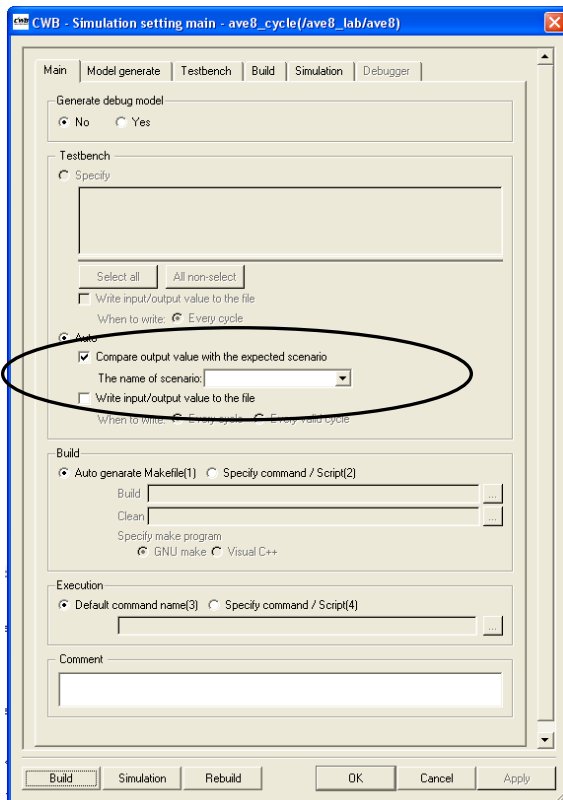 CWB - Simulation setting main - ave8_cycle(/ave8_lab/ave8)
Main Model generate Testbench Build Simulation Debugger
Generate debug model
No Yes
Testbench
Specify
Select all All non-select
Write input/output value to the file
When to write: Every cycle
Auto
Compare output value with the expected scenario
The name of scenario:
Write input/output value to the file
When to write: Every cycle Every valid cycle
Build
Auto genarate Makefile(1) Specify command / Script(2)
Build ...
Clean ...
Specify make program
GNU make Visual C++
Execution
Default command name(3) Specify command / Script(4)
...
Comment
Build Simulation Rebuild OK Cancel Apply